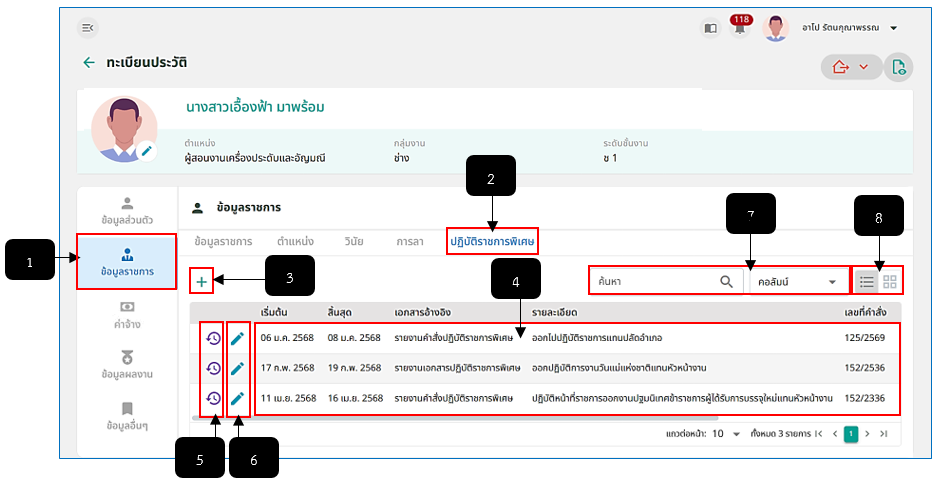 118
อาโป รัตนกุณาพรรณ
ทะเบียนประวัติ
นางสาวเอื้องฟ้า มาพร้อม
ตำแหน่ง กลุ่มงาน ระดับชั้นงาน
ผู้สอนงานเครื่องประดับและอัญมณี ช่าง ช 1
2
7
8
ข้อมูลส่วนตัว
ข้อมูลราชการ
1
ข้อมูลราชการ
ค่าจ้าง
ข้อมูลผลงาน
ข้อมูลอื่นๆ
ข้อมูลราชการ ตำแหน่ง วินัย การลา ปฏิบัติราชการพิเศษ
3
4
ค้นหา คอลัมน์
เริ่มต้น สิ้นสุด เอกสารอ้างอิง รายละเอียด เลขที่คำสั่ง
06 ม.ค. 2568 08 ม.ค. 2568 รายงานคำสั่งปฏิบัติราชการพิเศษ ออกไปปฏิบัติราชการแทนปลัดอำเภอ 125/2569
17 ก.พ. 2568 19 ก.พ. 2568 รายงานเอกสารปฏิบัติราชการพิเศษ ออกปฏิบัติการงานวันแม่แห่งชาติแทนหัวหน้างาน 152/2536
11 เม.ย. 2568 16 เม.ย. 2568 รายงานคำสั่งปฏิบัติราชการพิเศษ ปฏิบัติหน้าที่ราชการออกงานปฐมนิเทศข้าราชการผู้ได้รับการบรรจุใหม่แทนหัวหน้างาน 152/2336
แถวต่อหน้า: 10 ทั้งหมด 3 รายการ 1
5
6